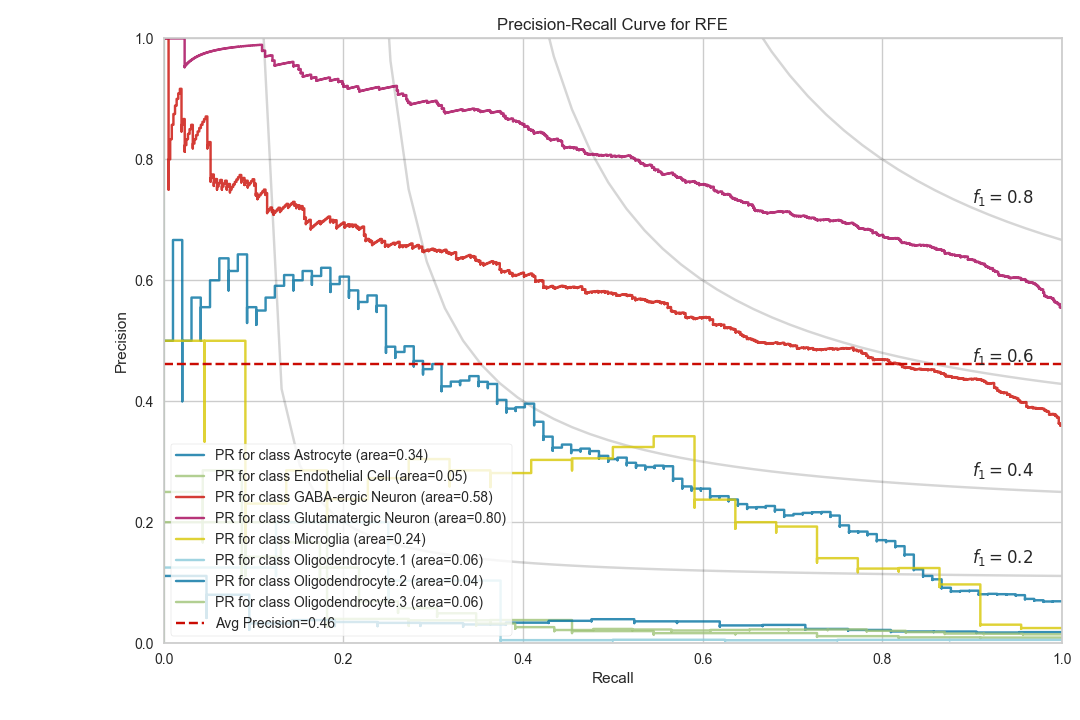 Precision-Recall Curve for RFE
1.0
0.8
0.6
0.4
0.2
0.0
Precision
f1 = 0.8
f1 = 0.6
f1 = 0.4
f1 = 0.2
PR for class Astrocyte (area=0.34)
PR for class Endothelial Cell (area=0.05)
PR for class GABA-ergic Neuron (area=0.58)
PR for class Glutamatergic Neuron (area=0.80)
PR for class Microglia (area=0.24)
PR for class Oligodendrocyte.1 (area=0.06)
PR for class Oligodendrocyte.2 (area=0.04)
PR for class Oligodendrocyte.3 (area=0.06)
Avg Precision=0.46
0.0 0.2 0.4 0.6 0.8 1.0
Recall